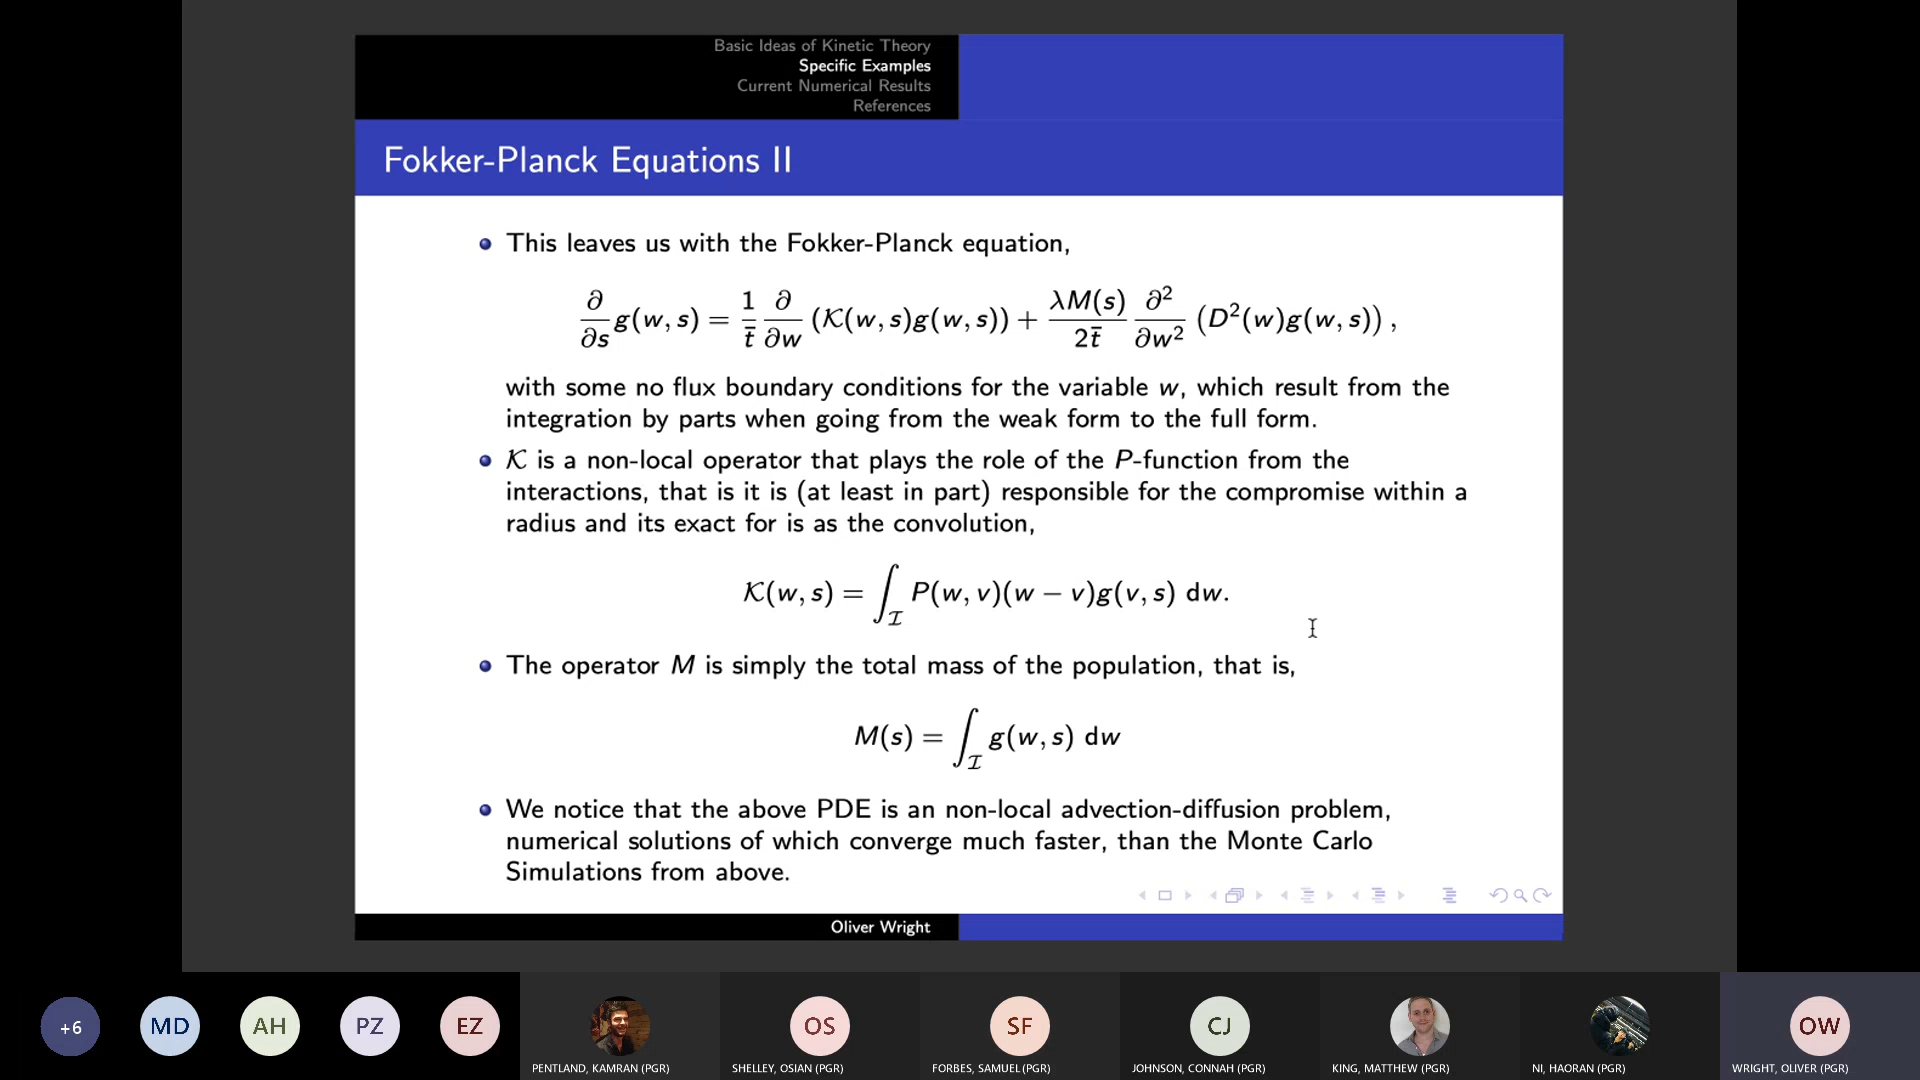 Basic Ideas of Kinetic Theory
Specific Examples
Current Numerical Results
References
Fokker-Planck Equations II
This leaves us with the Fokker-Planck equation,
∂/∂s g(w, s) = 1/t̄ ∂/∂w (𝒦(w, s)g(w, s)) + λM(s)/2t̄ ∂²/∂w² (D²(w)g(w, s)) ,
with some no flux boundary conditions for the variable w, which result from the
integration by parts when going from the weak form to the full form.
𝒦 is a non-local operator that plays the role of the P-function from the
interactions, that is it is (at least in part) responsible for the compromise within a
radius and its exact for is as the convolution,
𝒦(w, s) = ∫_ℐ P(w, v)(w − v)g(v, s) dw.
The operator M is simply the total mass of the population, that is,
M(s) = ∫_ℐ g(w, s) dw
We notice that the above PDE is an non-local advection-diffusion problem,
numerical solutions of which converge much faster, than the Monte Carlo
Simulations from above.
Oliver Wright
+6
MD
AH
PZ
EZ
OS
SF
CJ
OW
PENTLAND, KAMRAN (PGR)
SHELLEY, OSIAN (PGR)
FORBES, SAMUEL (PGR)
JOHNSON, CONNAH (PGR)
KING, MATTHEW (PGR)
NI, HAORAN (PGR)
WRIGHT, OLIVER (PGR)